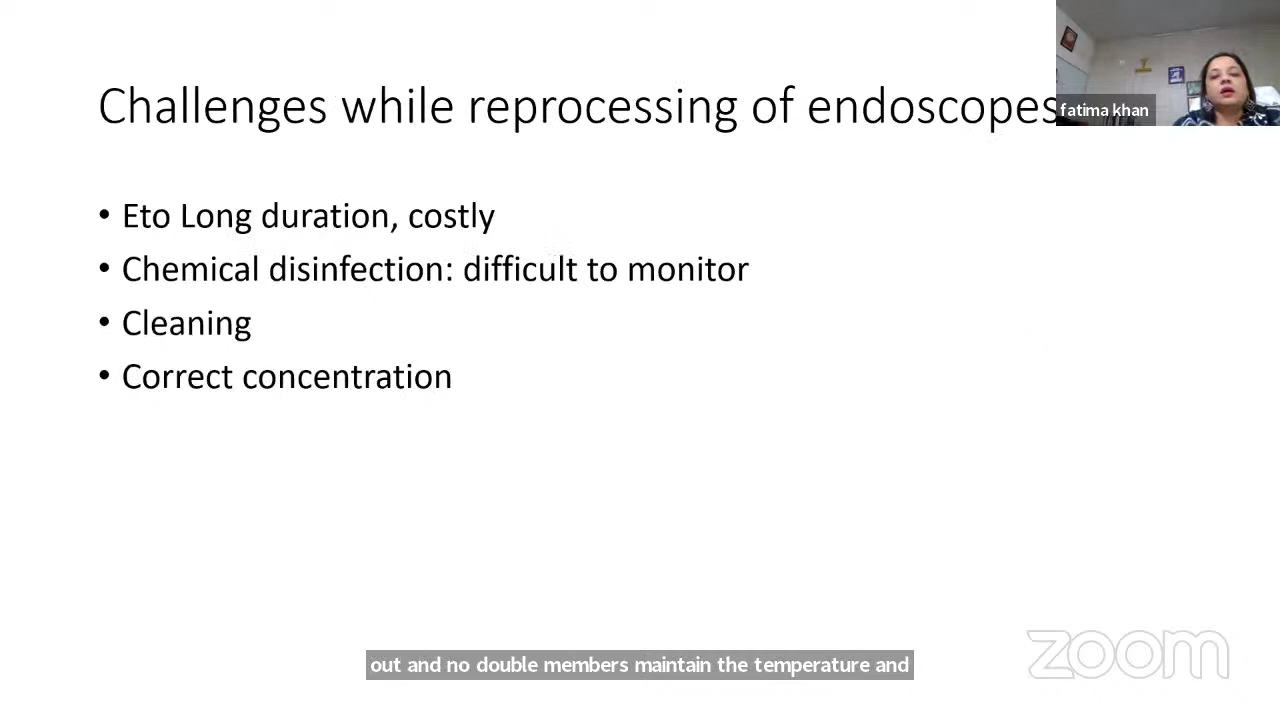 Challenges while reprocessing of endoscopes
fatima khan
• Eto Long duration, costly
• Chemical disinfection: difficult to monitor
• Cleaning
• Correct concentration
out and no double members maintain the temperature and
zoom